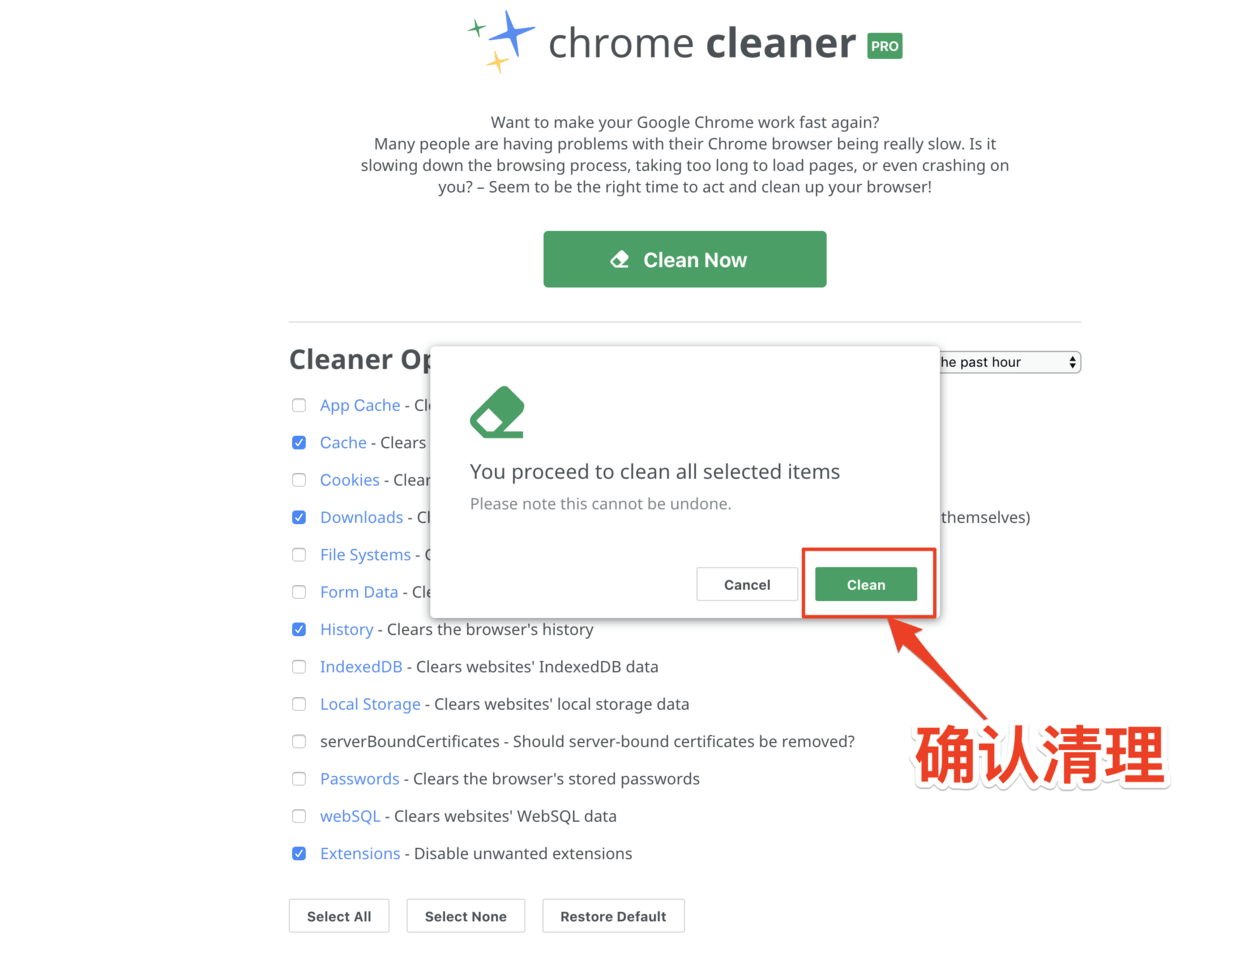 chrome cleaner PRO
Want to make your Google Chrome work fast again?
Many people are having problems with their Chrome browser being really slow. Is it
slowing down the browsing process, taking too long to load pages, or even crashing on
you? – Seem to be the right time to act and clean up your browser!
Clean Now
Cleaner Op
he past hour
App Cache - Cl
Cache - Clears
Cookies - Clear
Downloads - Cl
themselves)
File Systems - C
Form Data - Cle
You proceed to clean all selected items
Please note this cannot be undone.
Cancel
Clean
History - Clears the browser's history
IndexedDB - Clears websites' IndexedDB data
Local Storage - Clears websites' local storage data
serverBoundCertificates - Should server-bound certificates be removed?
确认清理
Passwords - Clears the browser's stored passwords
webSQL - Clears websites' WebSQL data
Extensions - Disable unwanted extensions
Select All
Select None
Restore Default